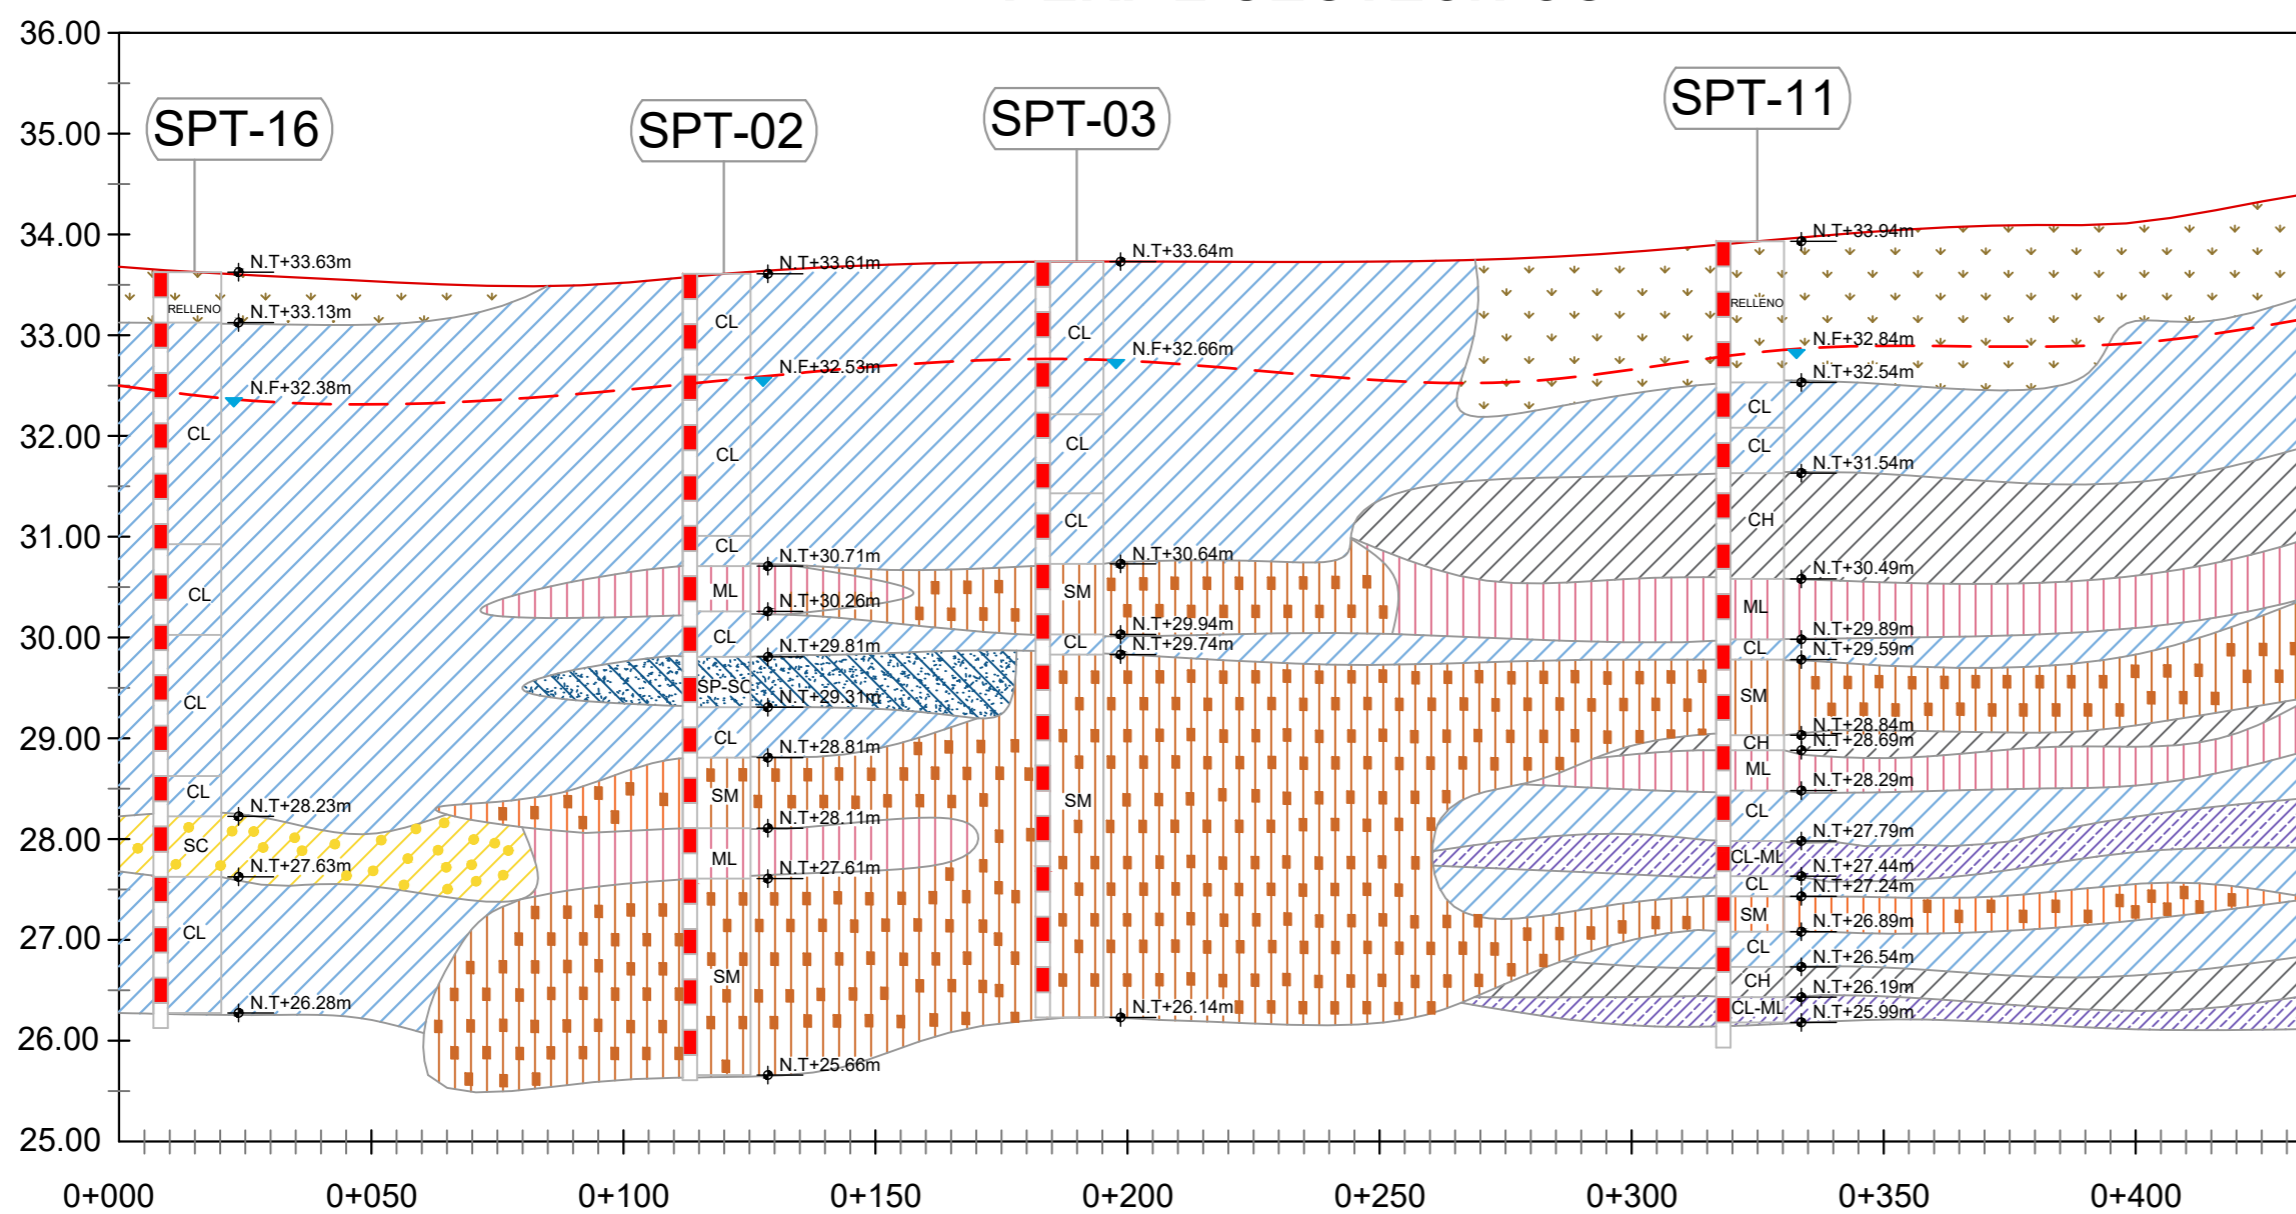 36.00
35.00
34.00
33.00
32.00
31.00
30.00
29.00
28.00
27.00
26.00
25.00
0+000 0+050 0+100 0+150 0+200 0+250 0+300 0+350 0+400
SPT-16
N.T+33.63m
RELLENO
N.T+33.13m
N.F+32.38m
CL
CL
CL
CL
N.T+28.23m
SC
N.T+27.63m
CL
N.T+26.28m
SPT-02
N.T+33.61m
CL
N.F+32.53m
CL
CL
N.T+30.71m
ML
N.T+30.26m
CL
N.T+29.81m
SP-SC
N.T+29.31m
CL
N.T+28.81m
SM
N.T+28.11m
ML
N.T+27.61m
SM
N.T+25.66m
SPT-03
N.T+33.64m
CL
N.F+32.66m
CL
CL
N.T+30.64m
SM
N.T+29.94m
CL
N.T+29.74m
SM
N.T+26.14m
SPT-11
N.T+33.94m
RELLENO
N.F+32.84m
N.T+32.54m
CL
CL
N.T+31.54m
CH
N.T+30.49m
ML
N.T+29.89m
CL
N.T+29.59m
SM
N.T+28.84m
CH
N.T+28.69m
ML
N.T+28.29m
CL
N.T+27.79m
CL-ML
N.T+27.44m
CL
N.T+27.24m
SM
N.T+26.89m
CL
N.T+26.54m
CH
N.T+26.19m
CL-ML
N.T+25.99m